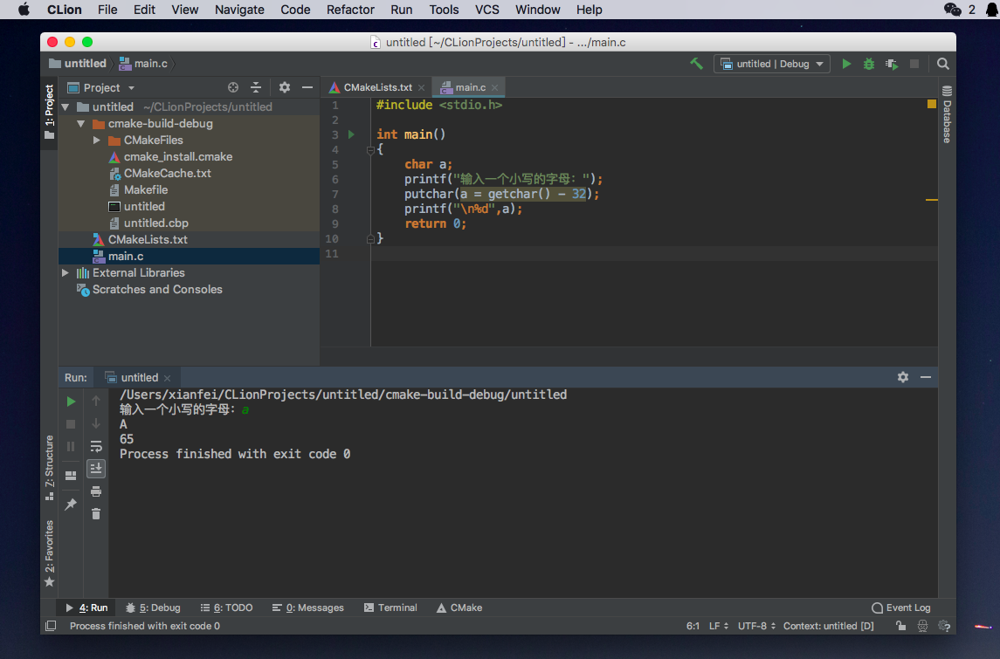 CLion File Edit View Navigate Code Refactor Run Tools VCS Window Help 2
untitled [~/CLionProjects/untitled] - .../main.c
untitled main.c untitled | Debug
1: Project
Project
CMakeLists.txt main.c
untitled ~/CLionProjects/untitled
cmake-build-debug
CMakeFiles
cmake_install.cmake
CMakeCache.txt
Makefile
untitled
untitled.cbp
CMakeLists.txt
main.c
External Libraries
Scratches and Consoles
1 #include <stdio.h>
2
3 int main()
4 {
5 char a;
6 printf("输入一个小写的字母：");
7 putchar(a = getchar() - 32);
8 printf("\n%d",a);
9 return 0;
10 }
11
Database
Run: untitled
/Users/xianfei/CLionProjects/untitled/cmake-build-debug/untitled
输入一个小写的字母：a
A
65
Process finished with exit code 0
7: Structure
2: Favorites
4: Run 5: Debug 6: TODO 0: Messages Terminal CMake Event Log
Process finished with exit code 0 6:1 LF UTF-8 Context: untitled [D]